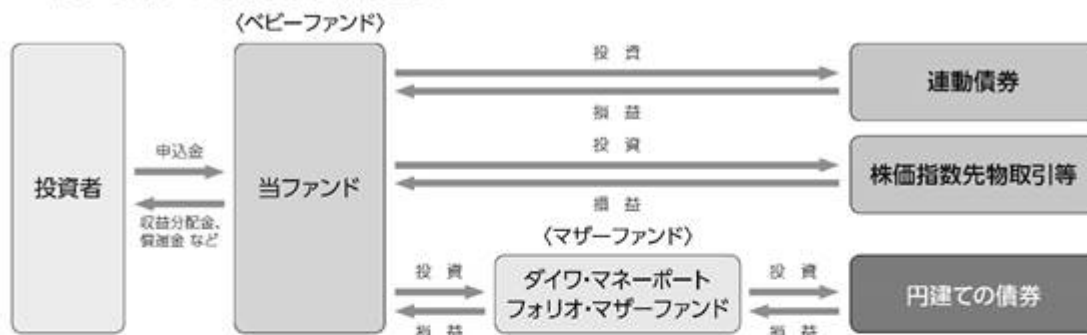 〈ベビーファンド〉
投資
連動債券
損益
申込金
投資者
当ファンド
収益分配金、
償還金 など
投資
株価指数先物取引等
損益
〈マザーファンド〉
投資
ダイワ・マネーポート
フォリオ・マザーファンド
投資
円建ての債券
損益
損益